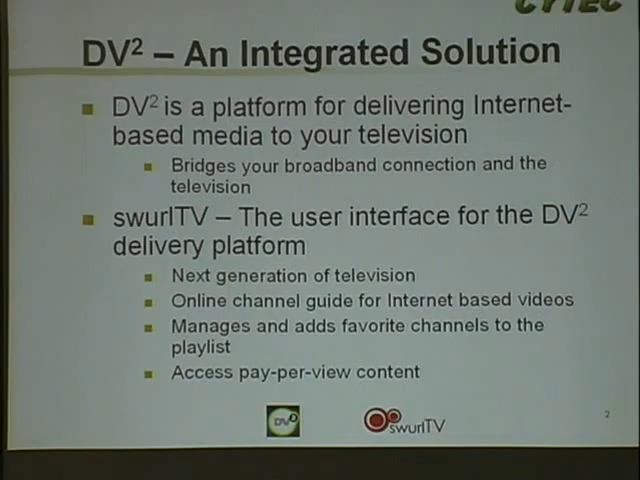 CYTEC
DV² – An Integrated Solution
DV² is a platform for delivering Internet-
based media to your television
Bridges your broadband connection and the
television
swurlTV – The user interface for the DV²
delivery platform
Next generation of television
Online channel guide for Internet based videos
Manages and adds favorite channels to the
playlist
Access pay-per-view content
DV²
swurlTV
2